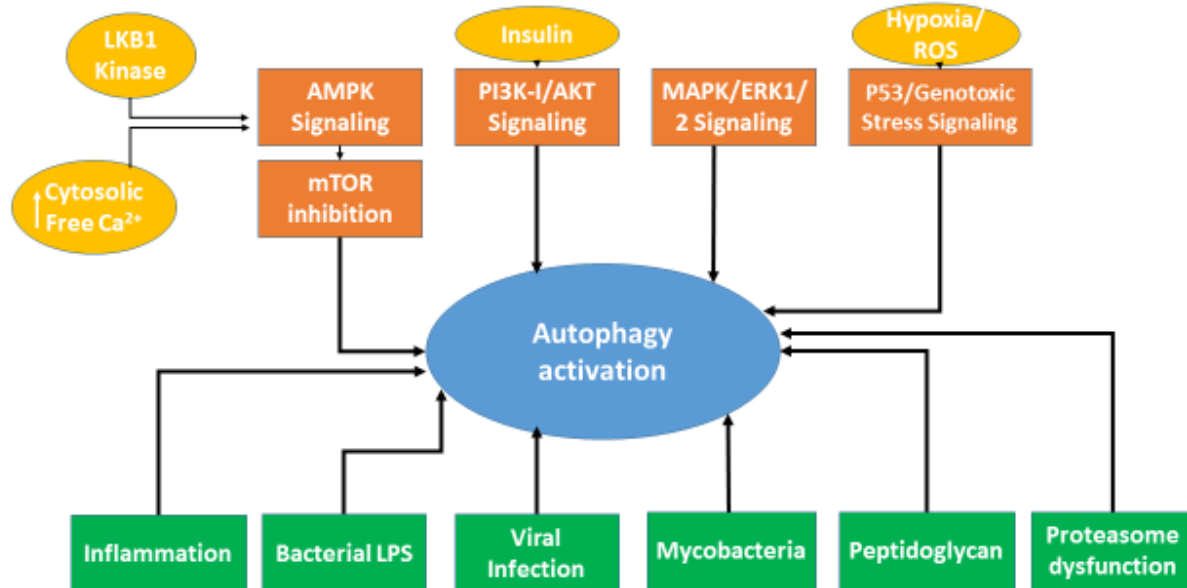 LKB1
Kinase
Insulin
Hypoxia/
ROS
AMPK
Signaling
PI3K-I/AKT
Signaling
MAPK/ERK1/
2 Signaling
P53/Genotoxic
Stress Signaling
Cytosolic
Free Ca²⁺
mTOR
inhibition
Autophagy
activation
Inflammation
Bacterial LPS
Viral
Infection
Mycobacteria
Peptidoglycan
Proteasome
dysfunction